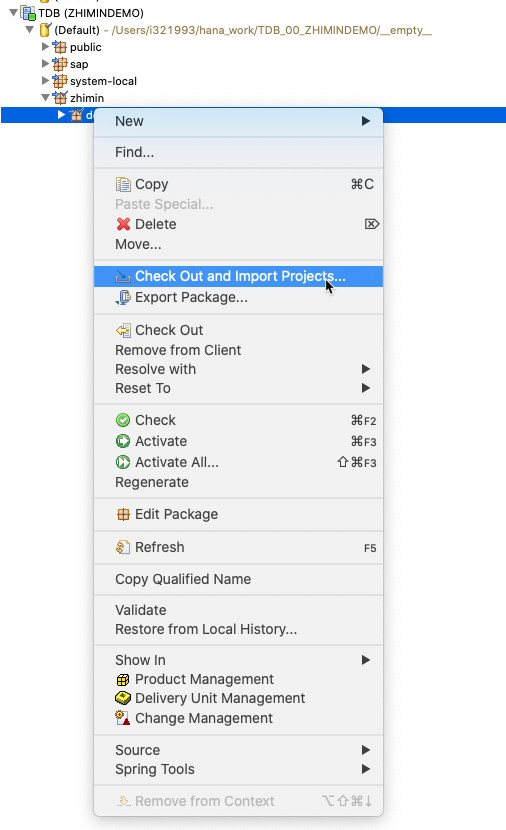 TDB (ZHIMINDEMO)
(Default) - /Users/i321993/hana_work/TDB_00_ZHIMINDEMO/__empty__
public
sap
system-local
zhimin
New
Find...
Copy ⌘C
Paste Special...
Delete ⌦
Move...
Check Out and Import Projects...
Export Package...
Check Out
Remove from Client
Resolve with
Reset To
Check ⌘F2
Activate ⌘F3
Activate All... ⇧⌘F3
Regenerate
Edit Package
Refresh F5
Copy Qualified Name
Validate
Restore from Local History...
Show In
Product Management
Delivery Unit Management
Change Management
Source
Spring Tools
Remove from Context ⌥⇧⌘↓